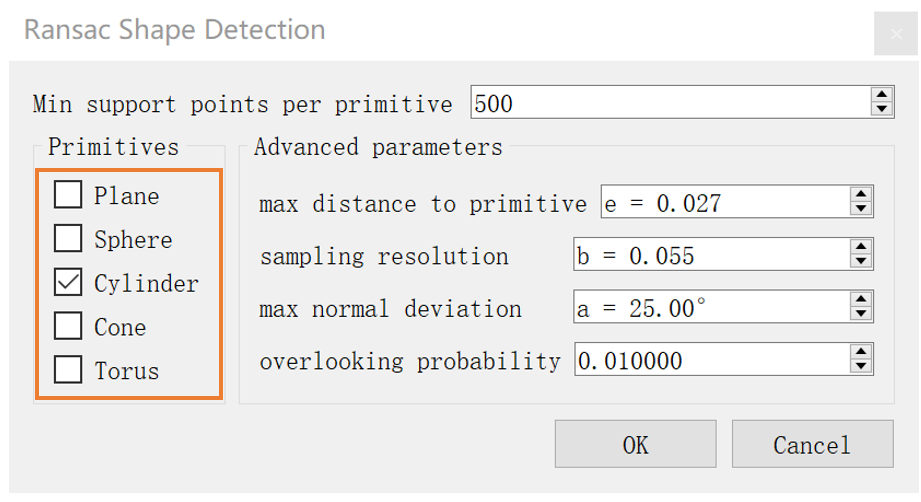 Ransac Shape Detection
Min support points per primitive 500
Primitives
Plane
Sphere
Cylinder
Cone
Torus
Advanced parameters
max distance to primitive e = 0.027
sampling resolution b = 0.055
max normal deviation a = 25.00°
overlooking probability 0.010000
OK
Cancel